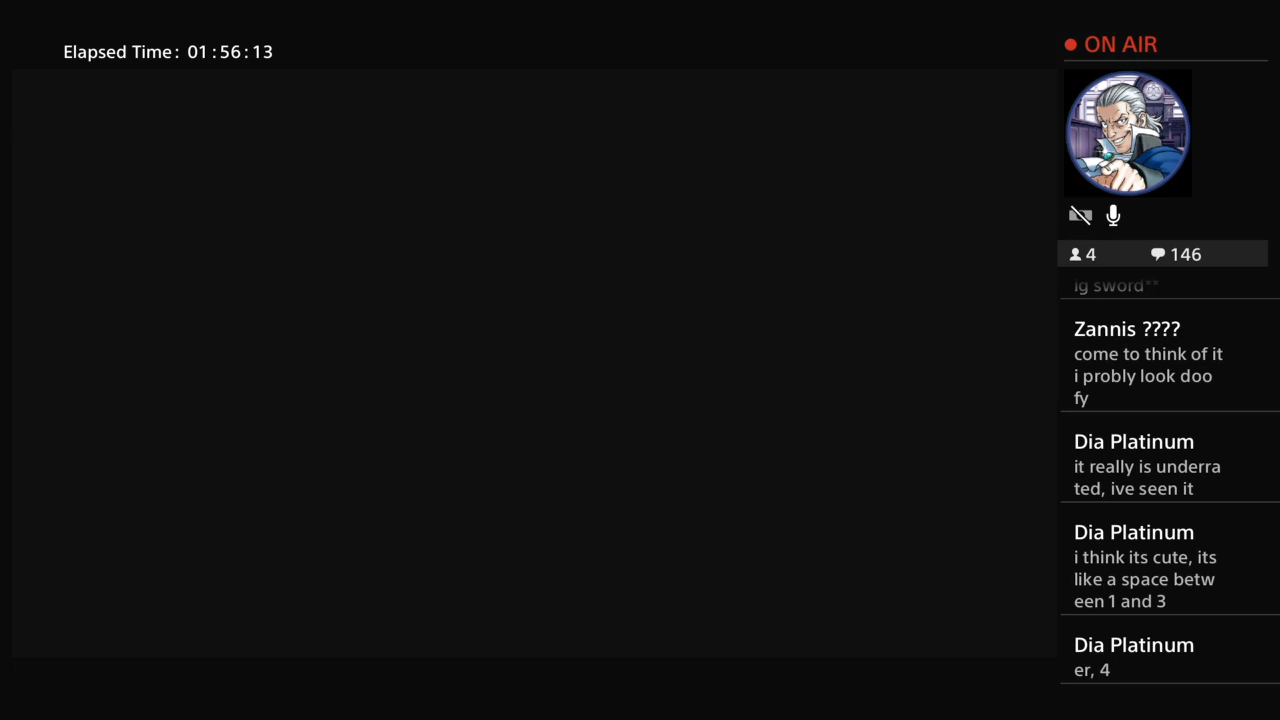 Elapsed Time: 01:56:13
ON AIR
4 146
ig sword**
Zannis ????
come to think of it
i probly look doo
fy
Dia Platinum
it really is underra
ted, ive seen it
Dia Platinum
i think its cute, its
like a space betw
een 1 and 3
Dia Platinum
er, 4